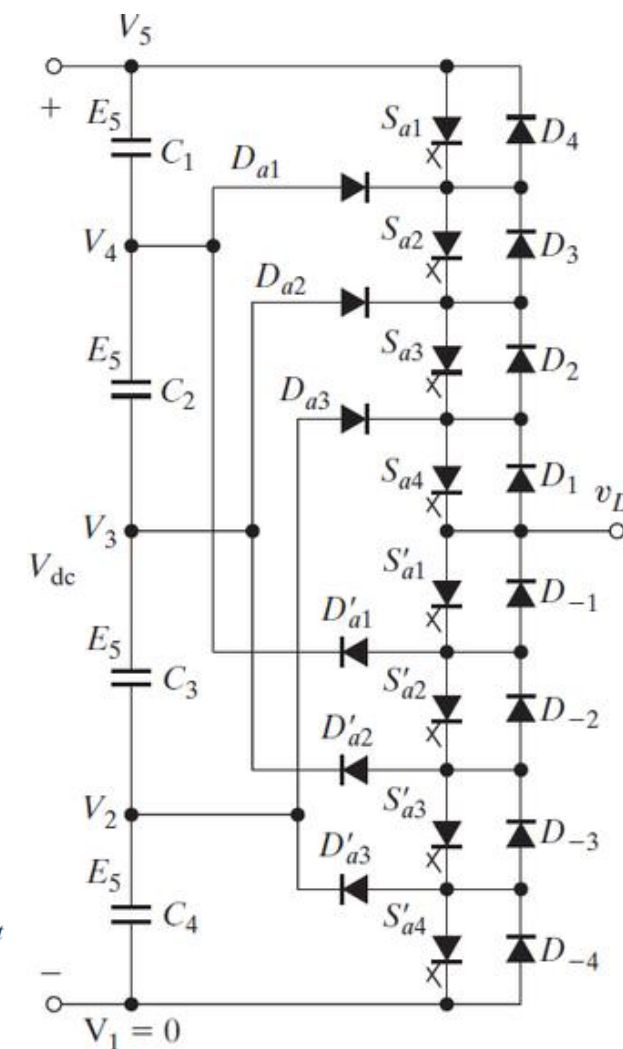 V5
+
E5
C1
Sa1
D4
Da1
V4
Sa2
D3
Da2
E5
C2
Sa3
D2
Da3
Sa4
D1
V3
Vdc
S'a1
D−1
D'a1
E5
C3
S'a2
D−2
D'a2
V2
S'a3
D−3
D'a3
E5
C4
S'a4
D−4
−
V1 = 0